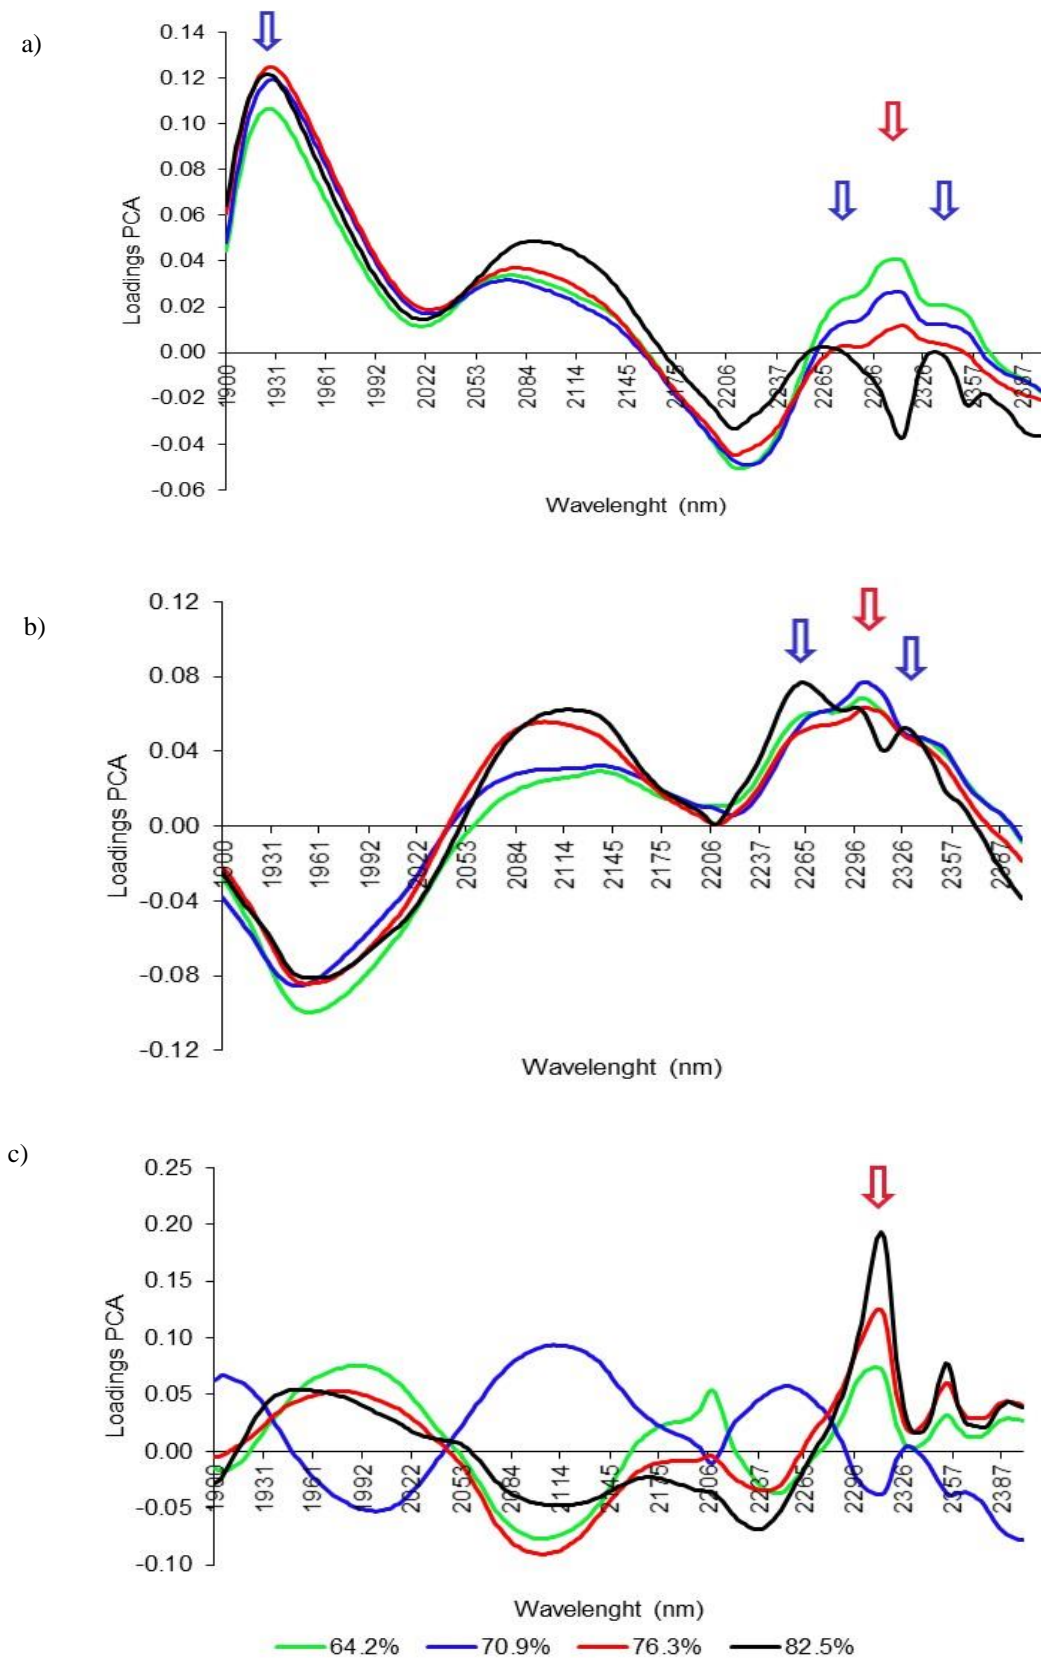 a)
0.14
0.12
0.10
0.08
0.06
0.04
0.02
0.00
-0.02
-0.04
-0.06
Loadings PCA
1900 1931 1961 1992 2022 2053 2084 2114 2145 2175 2206 2237 2265 2296 2326 2357 2387
Wavelenght (nm)
b)
0.12
0.08
0.04
0.00
-0.04
-0.08
-0.12
Loadings PCA
1900 1931 1961 1992 2022 2053 2084 2114 2145 2175 2206 2237 2265 2296 2326 2357 2387
Wavelenght (nm)
c)
0.25
0.20
0.15
0.10
0.05
0.00
-0.05
-0.10
Loadings PCA
1900 1931 1961 1992 2022 2053 2084 2114 2145 2175 2206 2237 2265 2296 2326 2357 2387
Wavelenght (nm)
64.2% 70.9% 76.3% 82.5%